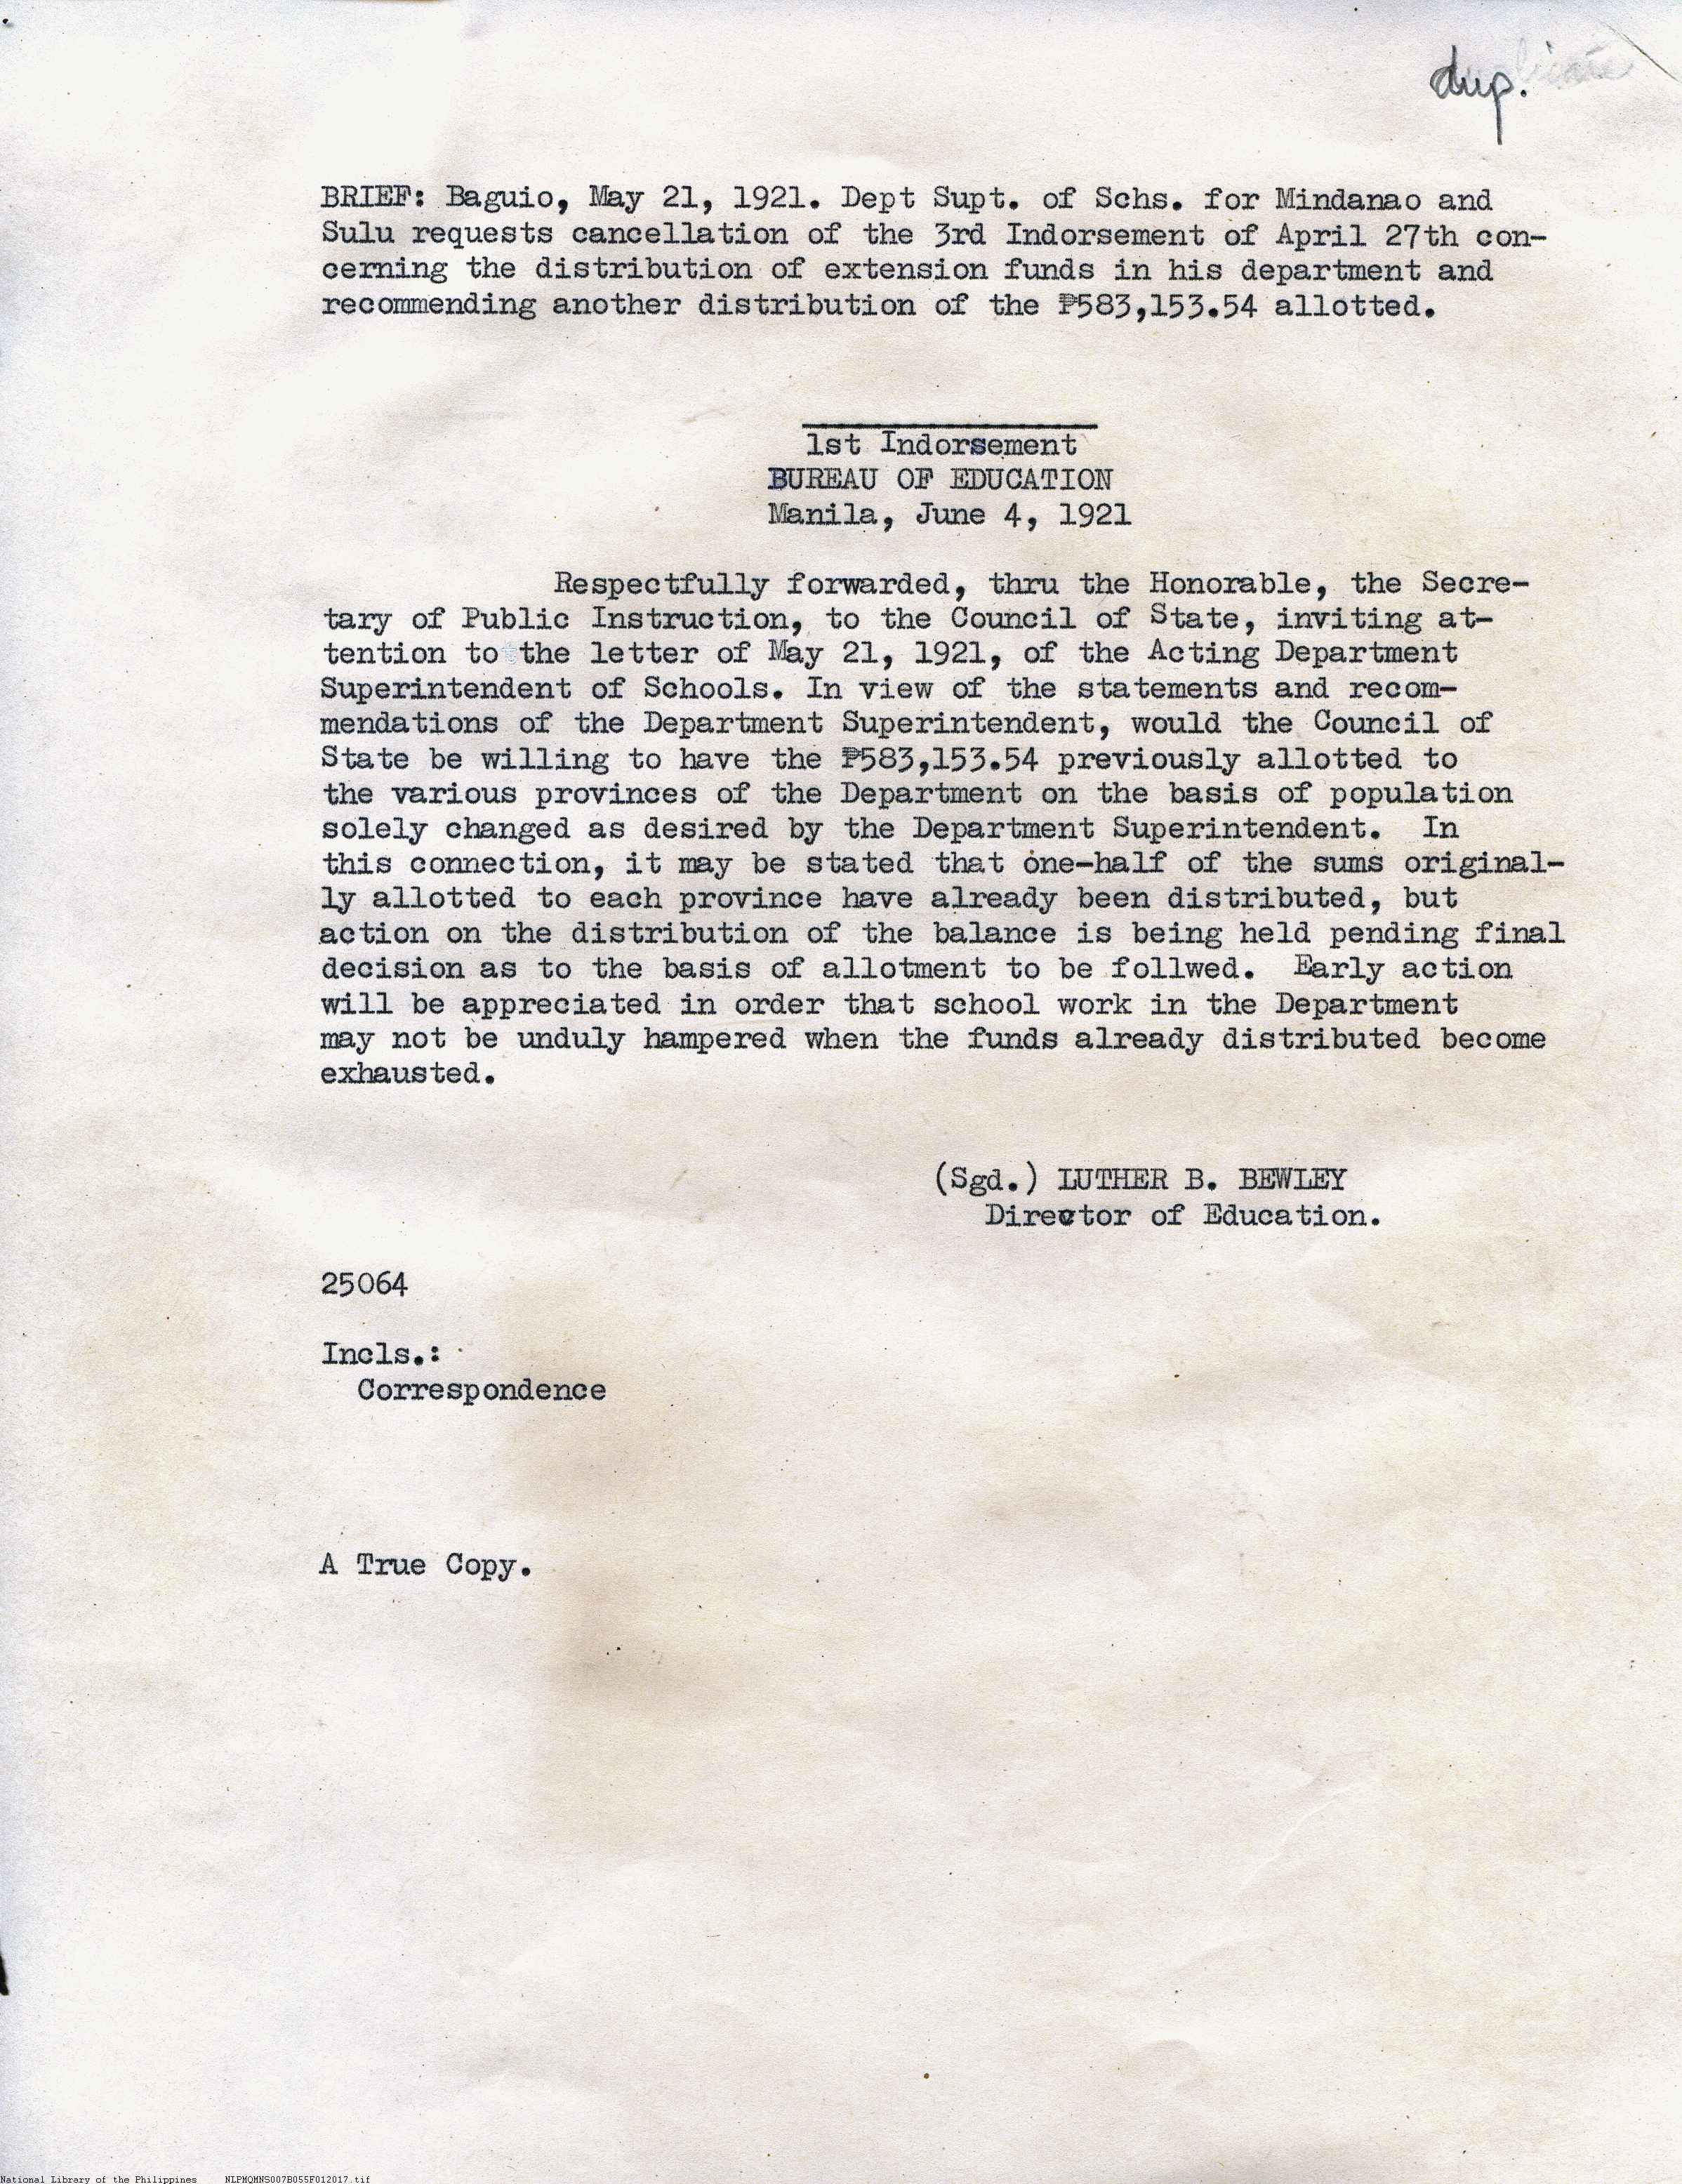 dup.
BRIEF: Baguio, May 21, 1921. Dept Supt. of Schs. for Mindanao and
Sulu requests cancellation of the 3rd Indorsement of April 27th con-
cerning the distribution of extension funds in his department and
recommending another distribution of the ₱583,153.54 allotted.
1st Indorsement
BUREAU OF EDUCATION
Manila, June 4, 1921
Respectfully forwarded, thru the Honorable, the Secre-
tary of Public Instruction, to the Council of State, inviting at-
tention to the letter of May 21, 1921, of the Acting Department
Superintendent of Schools. In view of the statements and recom-
mendations of the Department Superintendent, would the Council of
State be willing to have the ₱583,153.54 previously allotted to
the various provinces of the Department on the basis of population
solely changed as desired by the Department Superintendent. In
this connection, it may be stated that one-half of the sums original-
ly allotted to each province have already been distributed, but
action on the distribution of the balance is being held pending final
decision as to the basis of allotment to be follwed. Early action
will be appreciated in order that school work in the Department
may not be unduly hampered when the funds already distributed become
exhausted.
(Sgd.) LUTHER B. BEWLEY
Director of Education.
25064
Incls.:
Correspondence
A True Copy.
National Library of the Philippines NLPMQMNS007B055F012017.tif